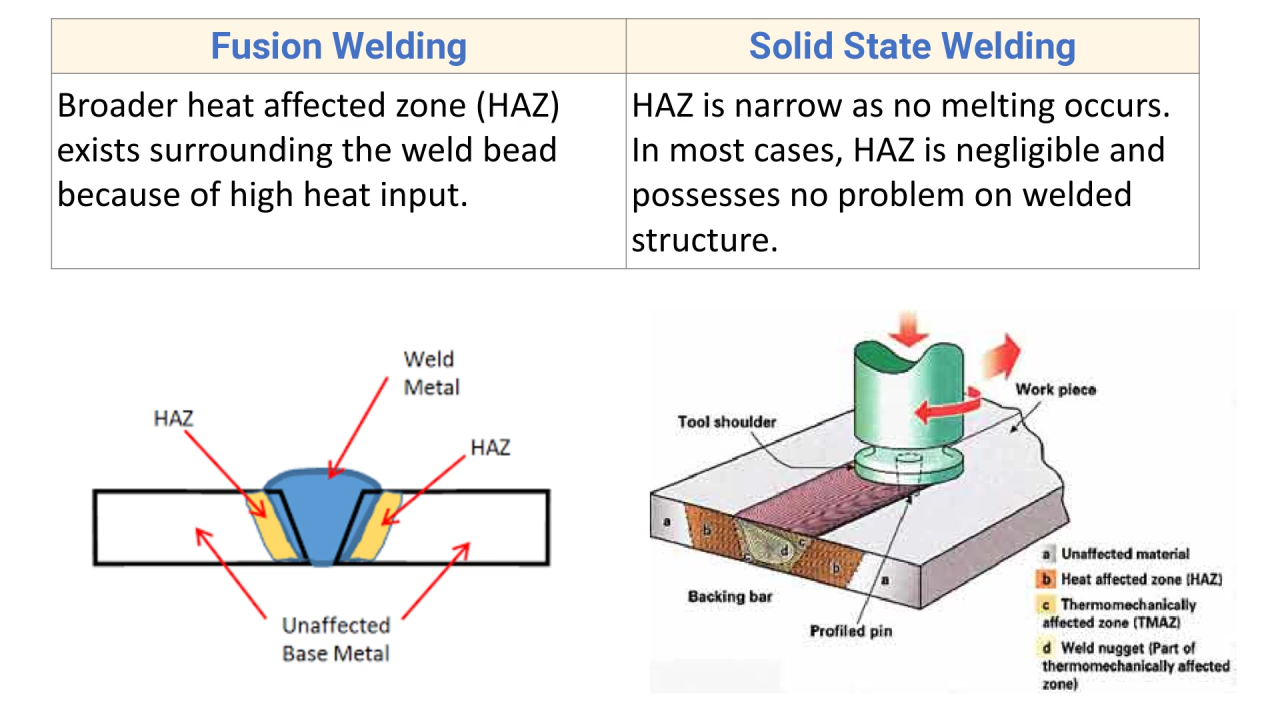 Fusion Welding
Solid State Welding
Broader heat affected zone (HAZ)
exists surrounding the weld bead
because of high heat input.
HAZ is narrow as no melting occurs.
In most cases, HAZ is negligible and
possesses no problem on welded
structure.
Weld
Metal
HAZ
HAZ
Unaffected
Base Metal
Work piece
Tool shoulder
a
b
c
d
c
b
a
Backing bar
Profiled pin
a Unaffected material
b Heat affected zone (HAZ)
c Thermomechanically
affected zone (TMAZ)
d Weld nugget (Part of
thermomechanically affected
zone)